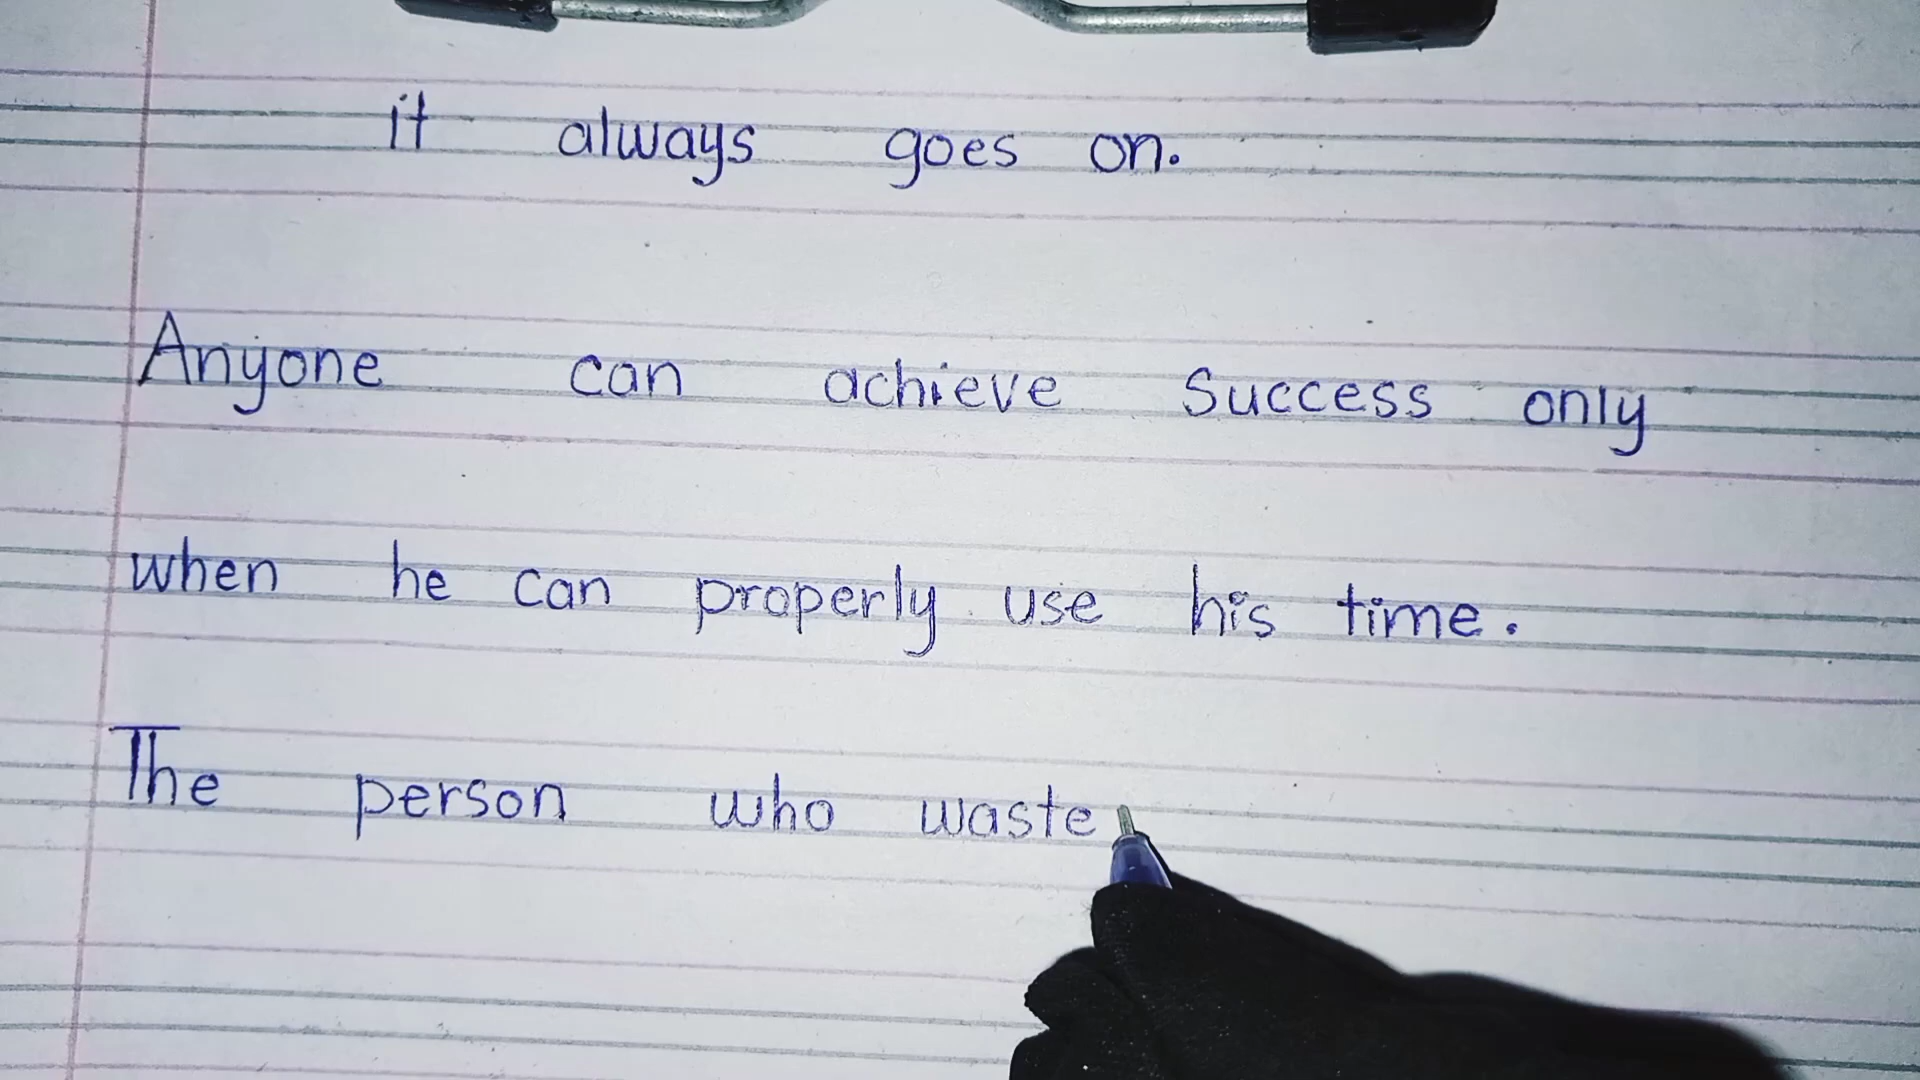 it always goes on.
Anyone can achieve Success only
when he can properly use his time.
The person who waste